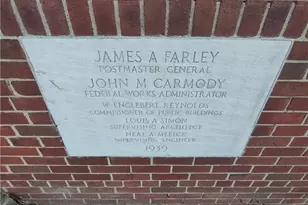 JAMES A FARLEY
POSTMASTER GENERAL
JOHN M CARMODY
FEDERAL WORKS ADMINISTRATOR
W ENGLEBERT REYNOLDS
COMMISSIONER OF PUBLIC BUILDINGS
LOUIS A SIMON
SUPERVISING ARCHITECT
NEAL A MELICK
SUPERVISING ENGINEER
1939